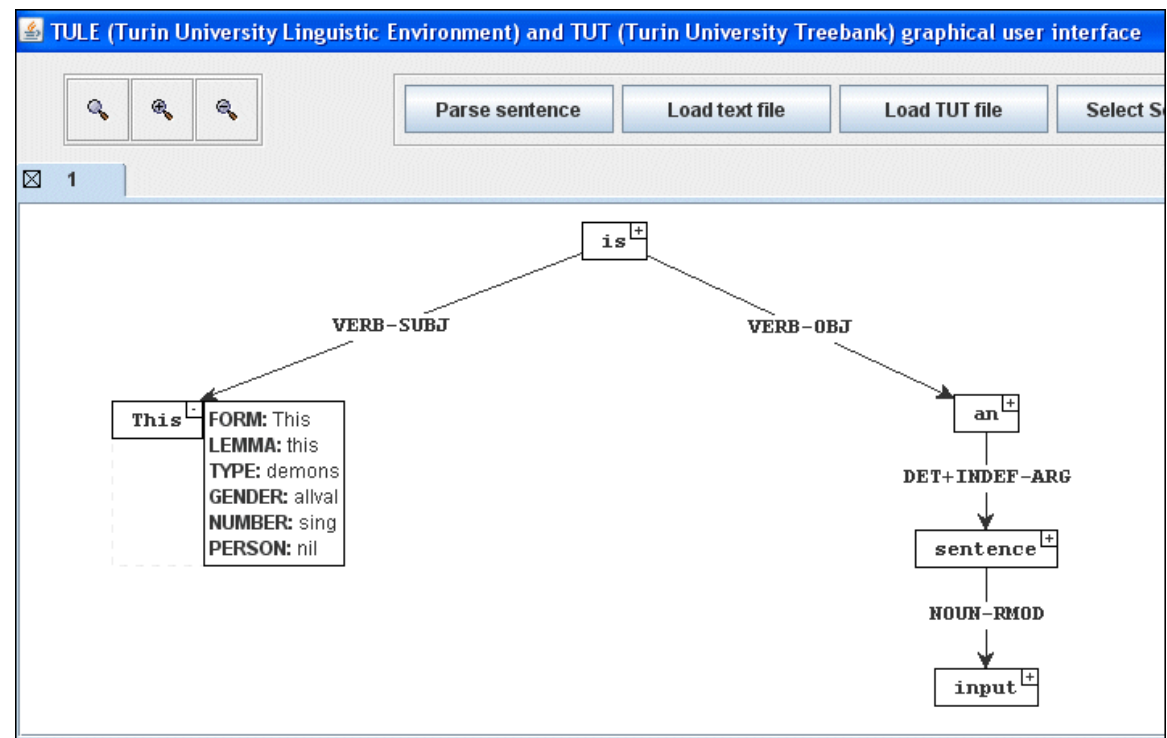 TULE (Turin University Linguistic Environment) and TUT (Turin University Treebank) graphical user interface
Parse sentence
Load text file
Load TUT file
Select S
1
is
VERB-SUBJ
VERB-OBJ
This
FORM: This
LEMMA: this
TYPE: demons
GENDER: allval
NUMBER: sing
PERSON: nil
an
DET+INDEF-ARG
sentence
NOUN-RMOD
input